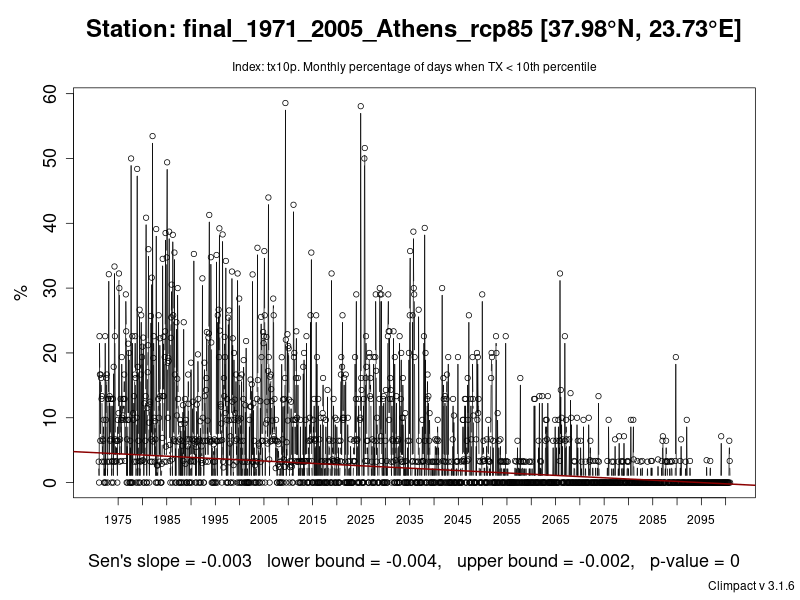 Station: final_1971_2005_Athens_rcp85 [37.98°N, 23.73°E]
Index: tx10p. Monthly percentage of days when TX < 10th percentile
60
50
40
30
20
10
0
%
1975 1985 1995 2005 2015 2025 2035 2045 2055 2065 2075 2085 2095
Sen's slope = -0.003 lower bound = -0.004, upper bound = -0.002, p-value = 0
Climpact v 3.1.6